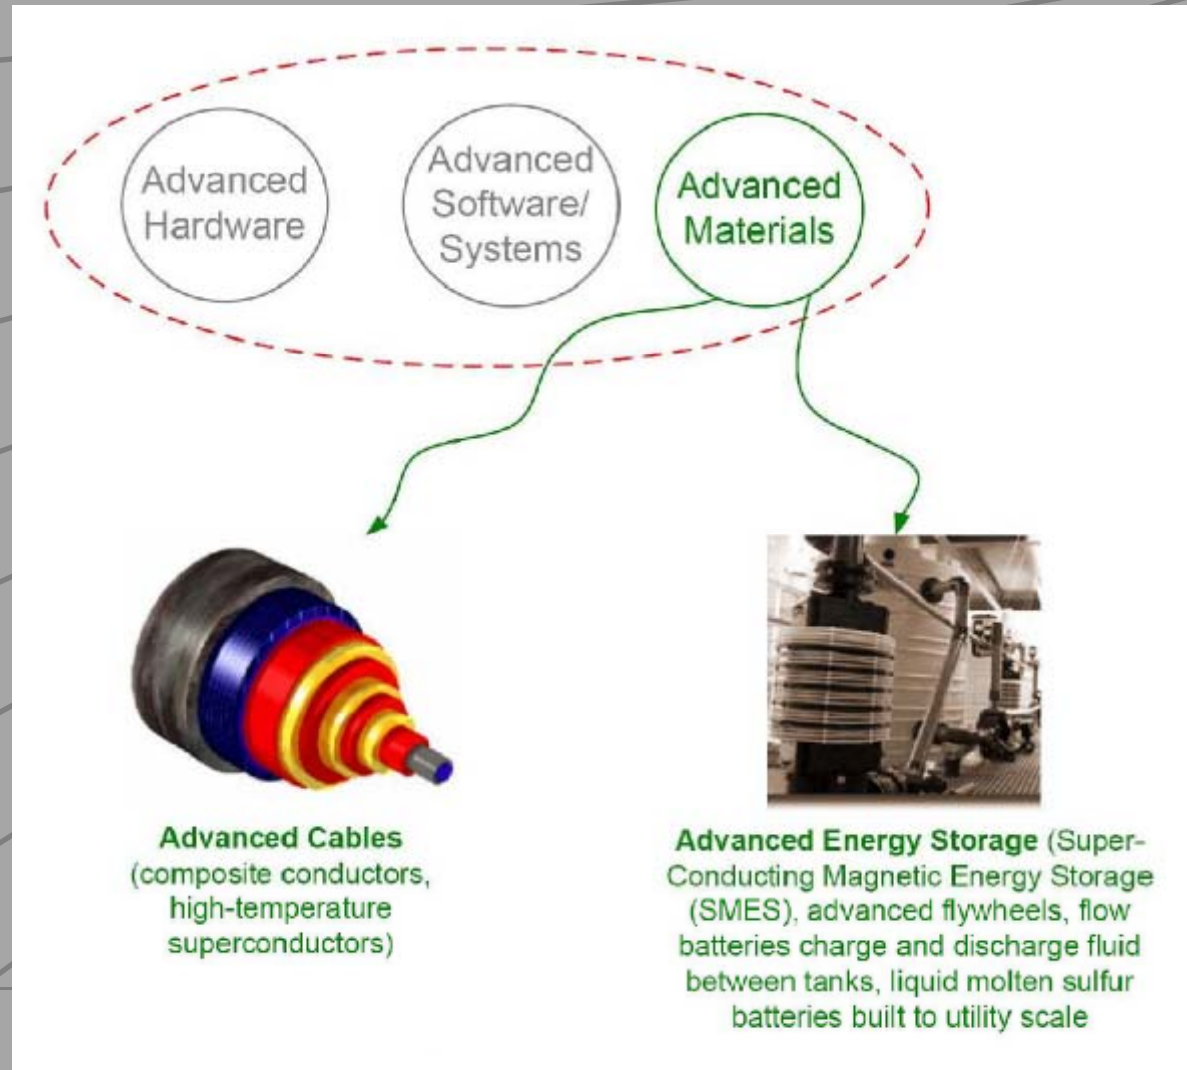 Advanced
Hardware
Advanced
Software/
Systems
Advanced
Materials
Advanced Cables
(composite conductors,
high-temperature
superconductors)
Advanced Energy Storage (Super-
Conducting Magnetic Energy Storage
(SMES), advanced flywheels, flow
batteries charge and discharge fluid
between tanks, liquid molten sulfur
batteries built to utility scale